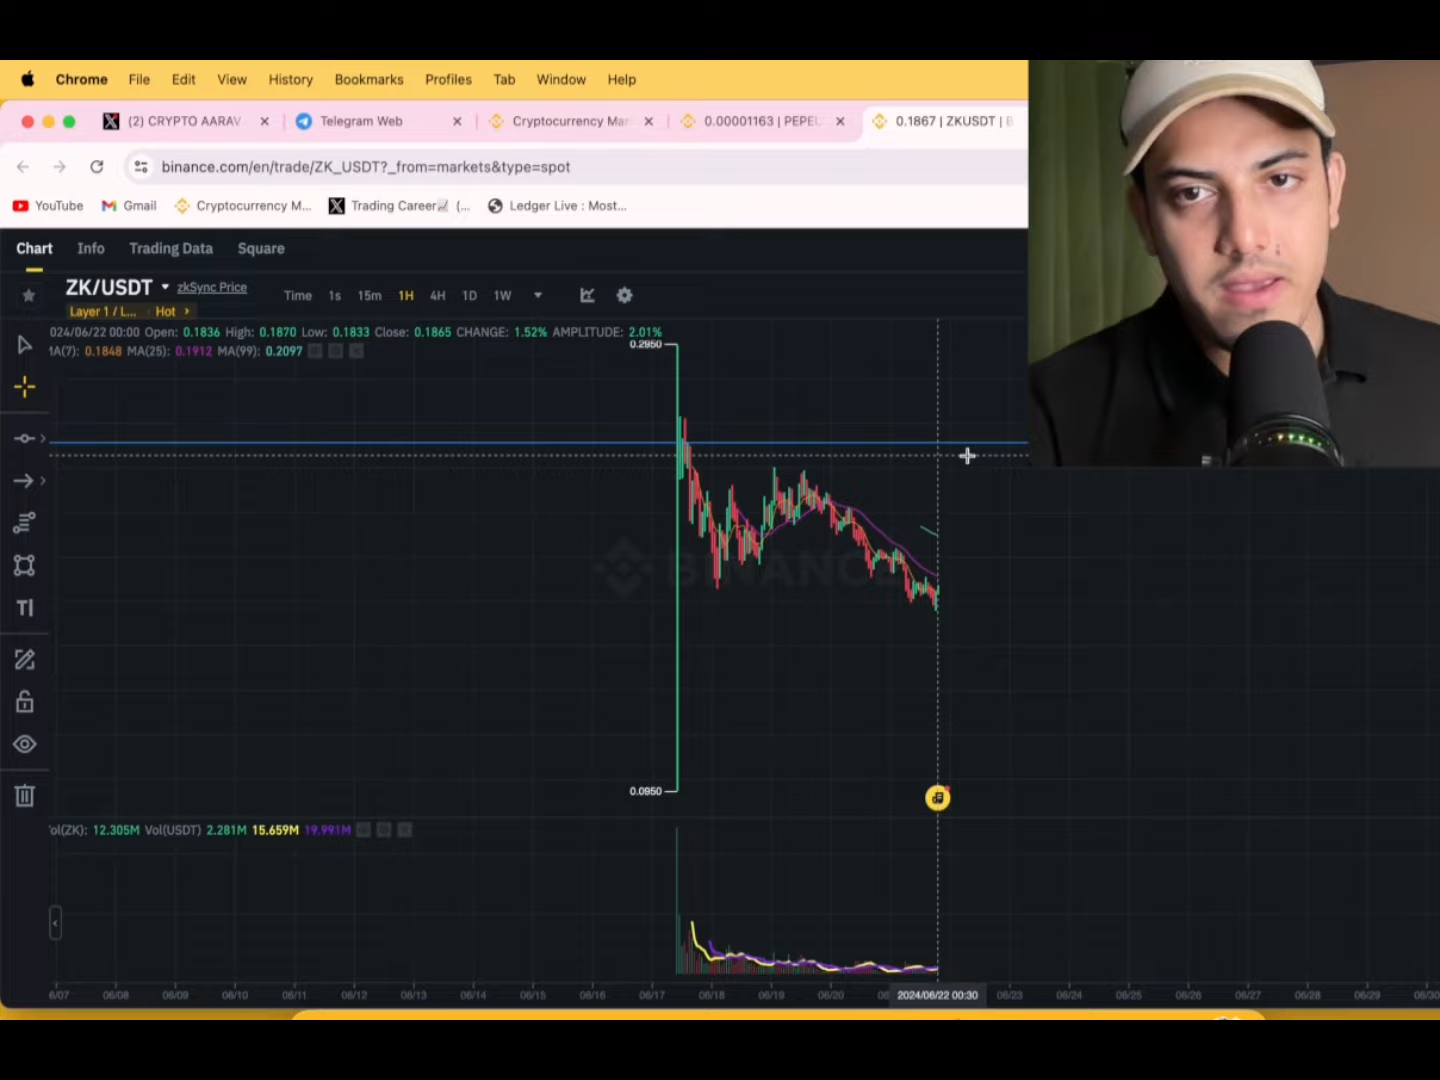 Chrome File Edit View History Bookmarks Profiles Tab Window Help
(2) CRYPTO AARAV Telegram Web Cryptocurrency Mar 0.00001163 | PEPEU 0.1867 | ZKUSDT | B
binance.com/en/trade/ZK_USDT?_from=markets&type=spot
YouTube Gmail Cryptocurrency M... Trading Career (... Ledger Live : Most...
Chart Info Trading Data Square
ZK/USDT zkSync Price Time 1s 15m 1H 4H 1D 1W
Layer 1 / L... Hot
024/06/22 00:00 Open: 0.1836 High: 0.1870 Low: 0.1833 Close: 0.1865 CHANGE: 1.52% AMPLITUDE: 2.01%
0.2950
MA(7): 0.1848 MA(25): 0.1912 MA(99): 0.2097
BINANCE
0.0950
Vol(ZK): 12.305M Vol(USDT) 2.281M 15.659M 19.991M
6/07 06/08 06/09 06/10 06/11 06/12 06/13 06/14 06/15 06/16 06/17 06/18 06/19 06/20 2024/06/22 00:30 06/23 06/24 06/25 06/26 06/27 06/28 06/29 06/30